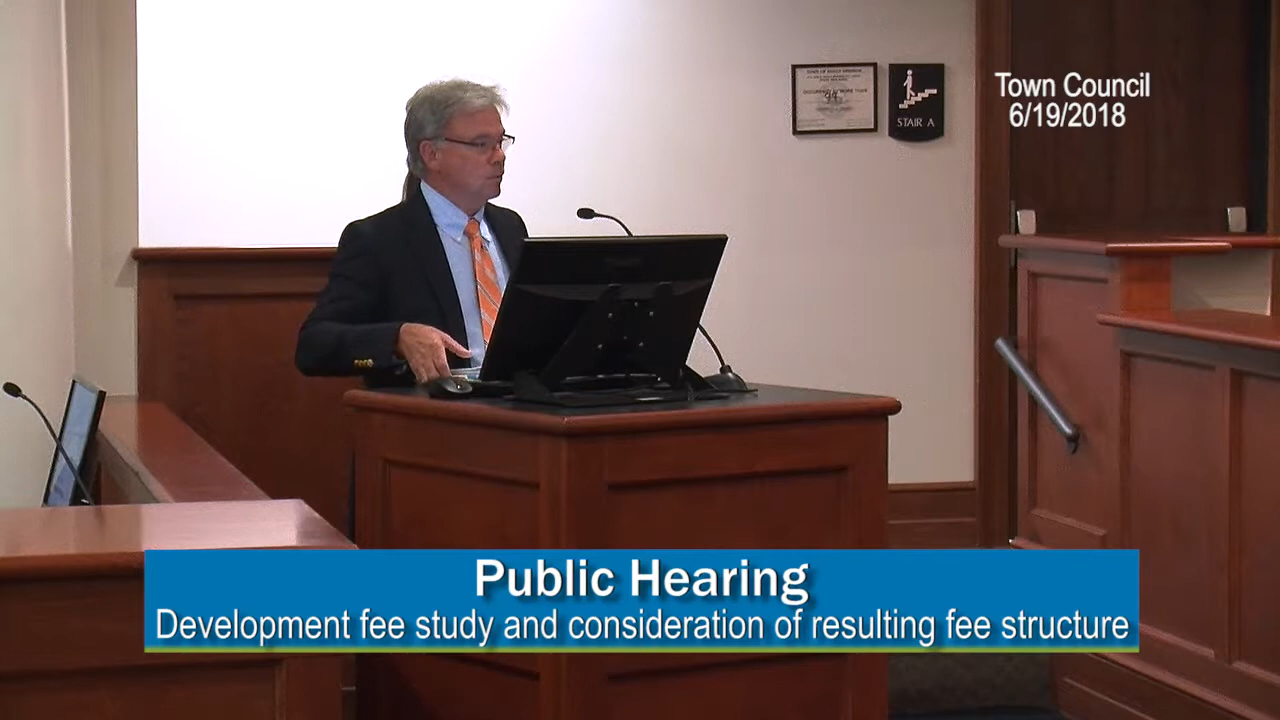 Town Council
6/19/2018
STAIR A
Public Hearing
Development fee study and consideration of resulting fee structure